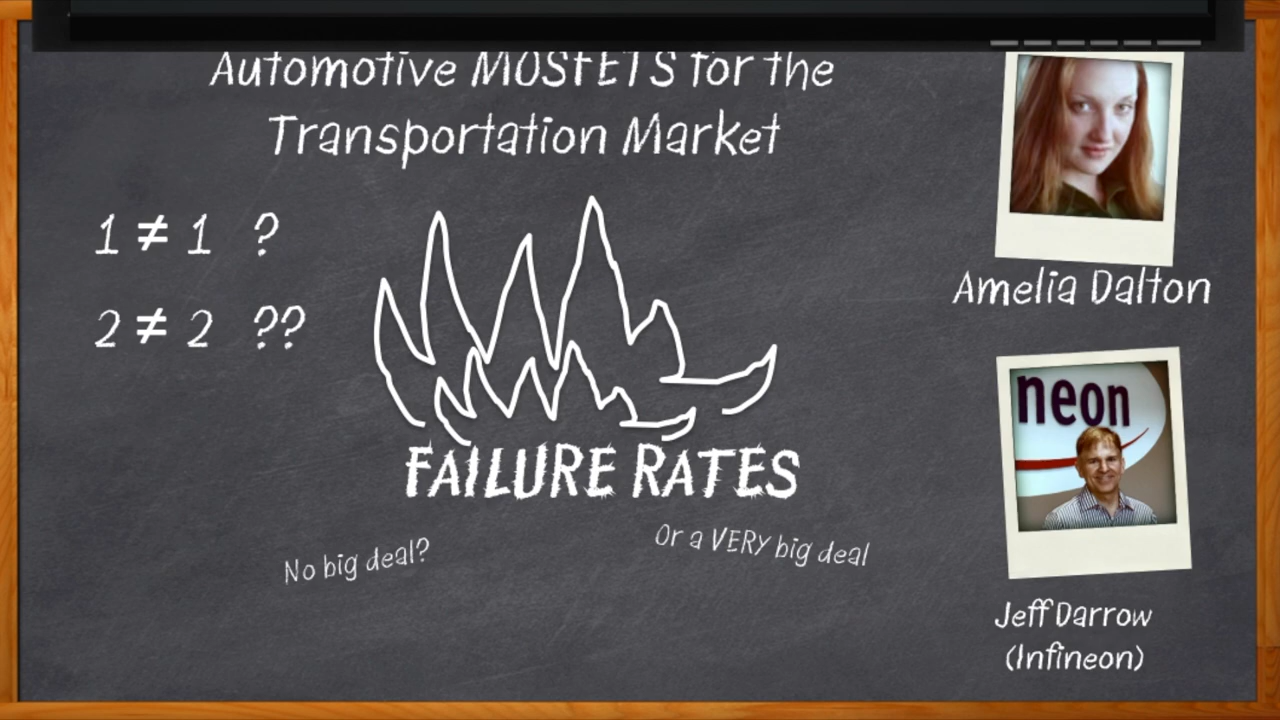 Automotive MOSFETS for the
Transportation Market
1 ≠ 1 ?
2 ≠ 2 ??
FAILURE RATES
No big deal?
Or a VERY big deal
Amelia Dalton
neon
Jeff Darrow
(Infineon)